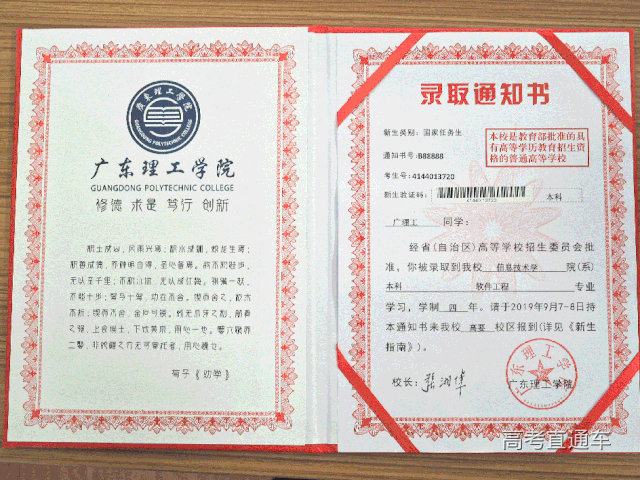 廣東理工學院
GUANGDONG POLYTECHNIC COLLEGE
广东理工学院
GUANGDONG POLYTECHNIC COLLEGE
修德 求是 笃行 创新
积土成山，风雨兴焉；积水成渊，蛟龙生焉；
积善成德，而神明自得，圣心备焉。故不积跬步，
无以至千里；不积小流，无以成江海。骐骥一跃，
不能十步；驽马十驾，功在不舍。锲而舍之，朽木
不折；锲而不舍，金石可镂。蚓无爪牙之利，筋骨
之强，上食埃土，下饮黄泉，用心一也。蟹六跪而
二螯，非蛇鳝之穴无可寄托者，用心躁也。
荀子《劝学》
录取通知书
新生类别：国家任务生
通知书号：B88888
考生号：4144013720
新生验证码：
本科
本校是教育部批准的具
有高等学历教育招生资
格的普通高等学校
广理工 同学：
经省(自治区)高等学校招生委员会批
准，你被录取到我校 信息技术学 院(系)
本科 软件工程 专业
学习，学制 四 年。请于2019年9月7-8日持
本通知书来我校 高要 校区报到(详见《新生
指南》)。
校长：
广东理工学院
广东理工学院
高考直通车